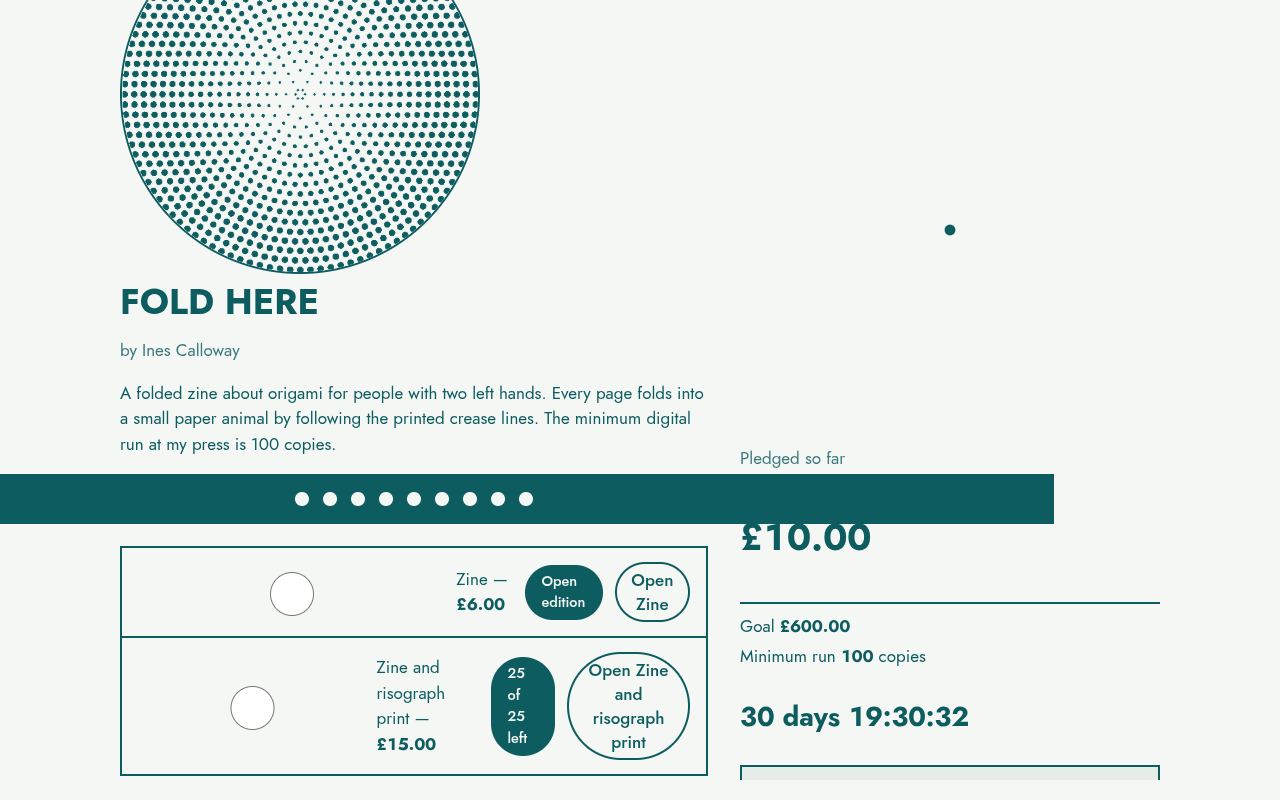 FOLD HERE
by Ines Calloway
A folded zine about origami for people with two left hands. Every page folds into
a small paper animal by following the printed crease lines. The minimum digital
run at my press is 100 copies.
Zine —
£6.00
Open
edition
Open
Zine
Zine and
risograph
print —
£15.00
25
of
25
left
Open Zine
and
risograph
print
Pledged so far
£10.00
Goal £600.00
Minimum run 100 copies
30 days 19:30:32